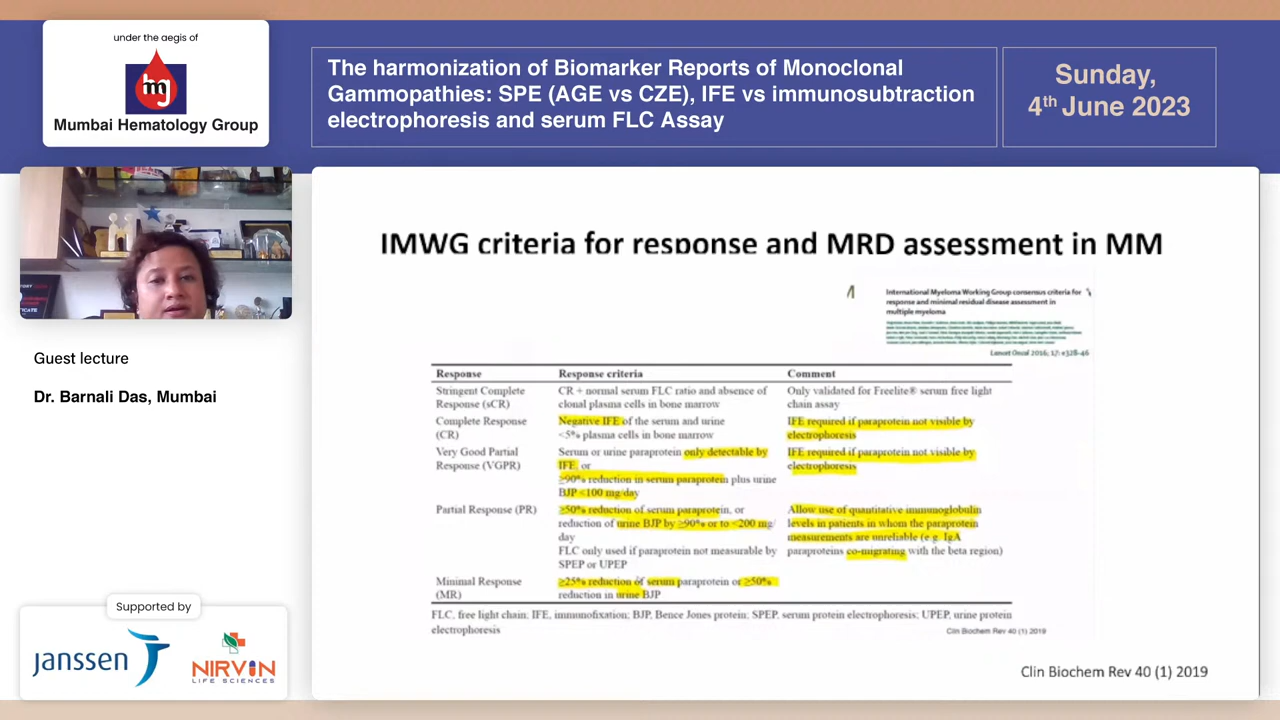 under the aegis of
mg
Mumbai Hematology Group
The harmonization of Biomarker Reports of Monoclonal
Gammopathies: SPE (AGE vs CZE), IFE vs immunosubtraction
electrophoresis and serum FLC Assay
Sunday,
4th June 2023
Guest lecture
Dr. Barnali Das, Mumbai
Supported by
janssen
NIRVIN
LIFE SCIENCES
IMWG criteria for response and MRD assessment in MM
International Myeloma Working Group consensus criteria for
response and minimal residual disease assessment in
multiple myeloma
Lancet Oncol 2016; 17: e328-46
Response Response criteria Comment
Stringent Complete CR + normal serum FLC ratio and absence of Only validated for Freelite® serum free light
Response (sCR) clonal plasma cells in bone marrow chain assay
Complete Response Negative IFE of the serum and urine IFE required if paraprotein not visible by
(CR) <5% plasma cells in bone marrow electrophoresis
Very Good Partial Serum or urine paraprotein only detectable by IFE required if paraprotein not visible by
Response (VGPR) IFE, or electrophoresis
≥90% reduction in serum paraprotein plus urine
BJP <100 mg/day
Partial Response (PR) ≥50% reduction of serum paraprotein, or Allow use of quantitative immunoglobulin
reduction of urine BJP by ≥90% or to <200 mg/ levels in patients in whom the paraprotein
day measurements are unreliable (e.g. IgA
FLC only used if paraprotein not measurable by paraproteins co-migrating with the beta region)
SPEP or UPEP
Minimal Response ≥25% reduction of serum paraprotein or ≥50%
(MR) reduction in urine BJP
FLC, free light chain; IFE, immunofixation; BJP, Bence Jones protein; SPEP, serum protein electrophoresis; UPEP, urine protein
electrophoresis
Clin Biochem Rev 40 (1) 2019
Clin Biochem Rev 40 (1) 2019